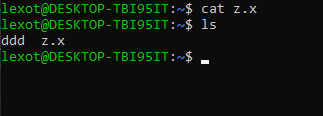 lexot@DESKTOP-TBI95IT:~$ cat z.x
lexot@DESKTOP-TBI95IT:~$ ls
ddd  z.x
lexot@DESKTOP-TBI95IT:~$